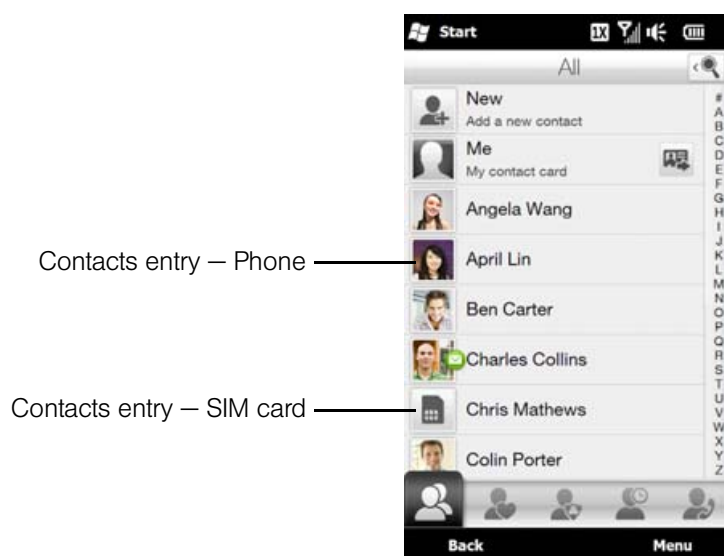 Start
1X
All
New
Add a new contact
Me
My contact card
Angela Wang
Contacts entry — Phone
April Lin
Ben Carter
Charles Collins
Contacts entry — SIM card
Chris Mathews
Colin Porter
#
A
B
C
D
E
F
G
H
I
J
K
L
M
N
O
P
Q
R
S
T
U
V
W
X
Y
Z
Back
Menu